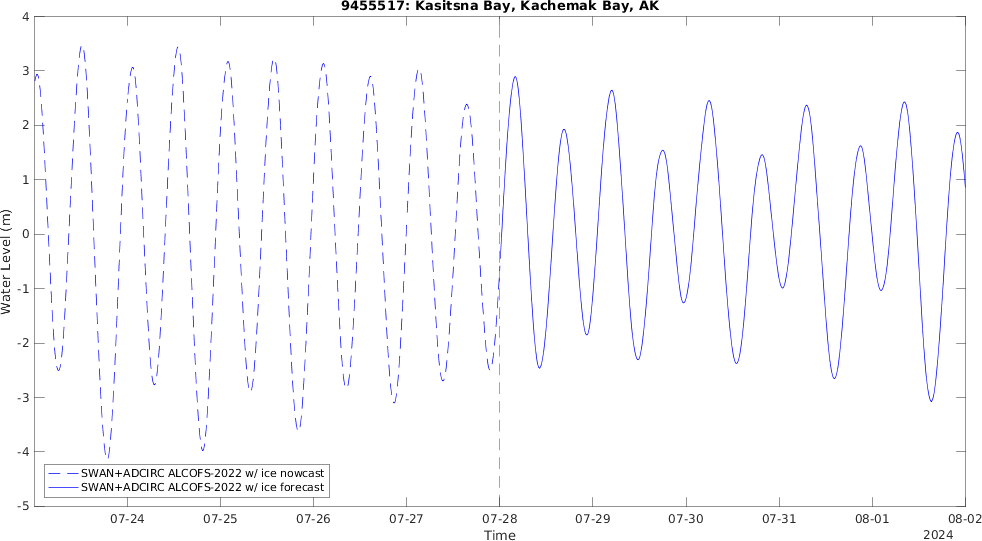 9455517: Kasitsna Bay, Kachemak Bay, AK
4
3
2
1
0
-1
-2
-3
-4
-5
Water Level (m)
SWAN+ADCIRC ALCOFS-2022 w/ ice nowcast
SWAN+ADCIRC ALCOFS-2022 w/ ice forecast
07-24 07-25 07-26 07-27 07-28 07-29 07-30 07-31 08-01 08-02
Time
2024